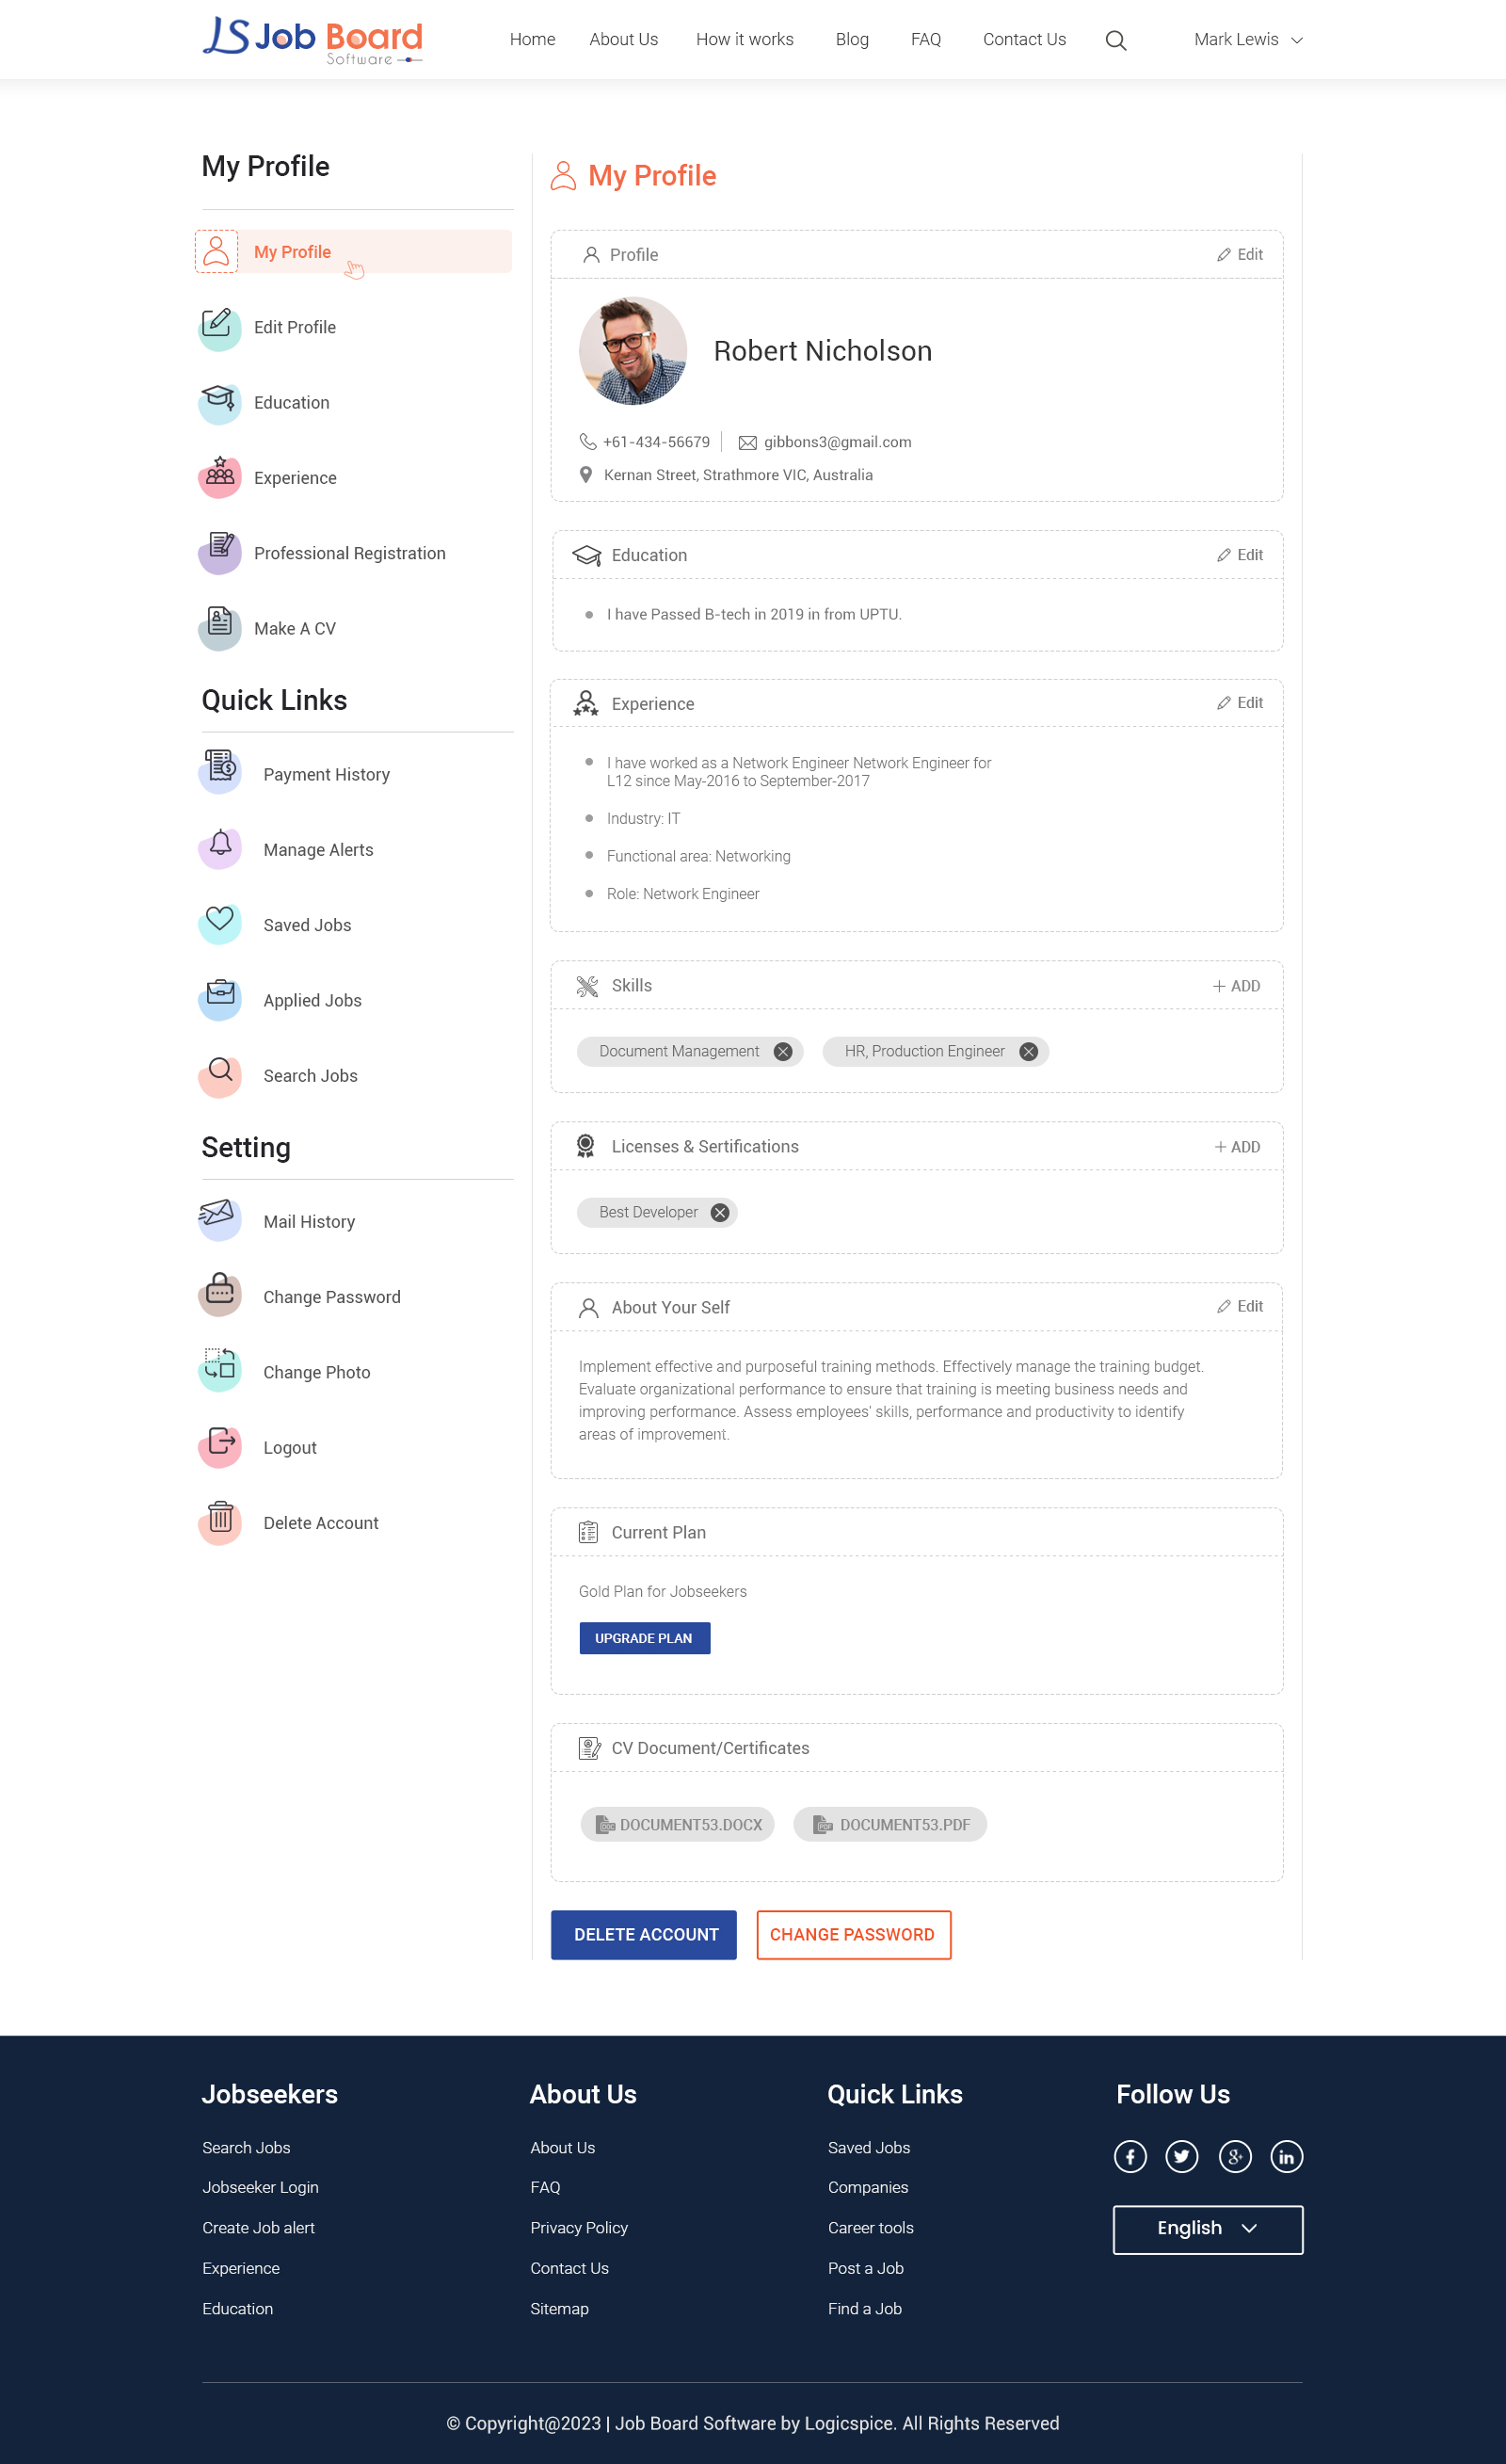 JS Job Board
Software
Home About Us How it works Blog FAQ Contact Us Mark Lewis
My Profile
My Profile
Edit Profile
Education
Experience
Professional Registration
Make A CV
Quick Links
Payment History
Manage Alerts
Saved Jobs
Applied Jobs
Search Jobs
Setting
Mail History
Change Password
Change Photo
Logout
Delete Account
My Profile
Profile Edit
Robert Nicholson
+61-434-56679 gibbons3@gmail.com
Kernan Street, Strathmore VIC, Australia
Education Edit
I have Passed B-tech in 2019 in from UPTU.
Experience Edit
I have worked as a Network Engineer Network Engineer for
L12 since May-2016 to September-2017
Industry: IT
Functional area: Networking
Role: Network Engineer
Skills + ADD
Document Management HR, Production Engineer
Licenses & Sertifications + ADD
Best Developer
About Your Self Edit
Implement effective and purposeful training methods. Effectively manage the training budget.
Evaluate organizational performance to ensure that training is meeting business needs and
improving performance. Assess employees' skills, performance and productivity to identify
areas of improvement.
Current Plan
Gold Plan for Jobseekers
UPGRADE PLAN
CV Document/Certificates
DOC DOCUMENT53.DOCX PDF DOCUMENT53.PDF
DELETE ACCOUNT CHANGE PASSWORD
Jobseekers
Search Jobs
Jobseeker Login
Create Job alert
Experience
Education
About Us
About Us
FAQ
Privacy Policy
Contact Us
Sitemap
Quick Links
Saved Jobs
Companies
Career tools
Post a Job
Find a Job
Follow Us
English
© Copyright@2023 | Job Board Software by Logicspice. All Rights Reserved